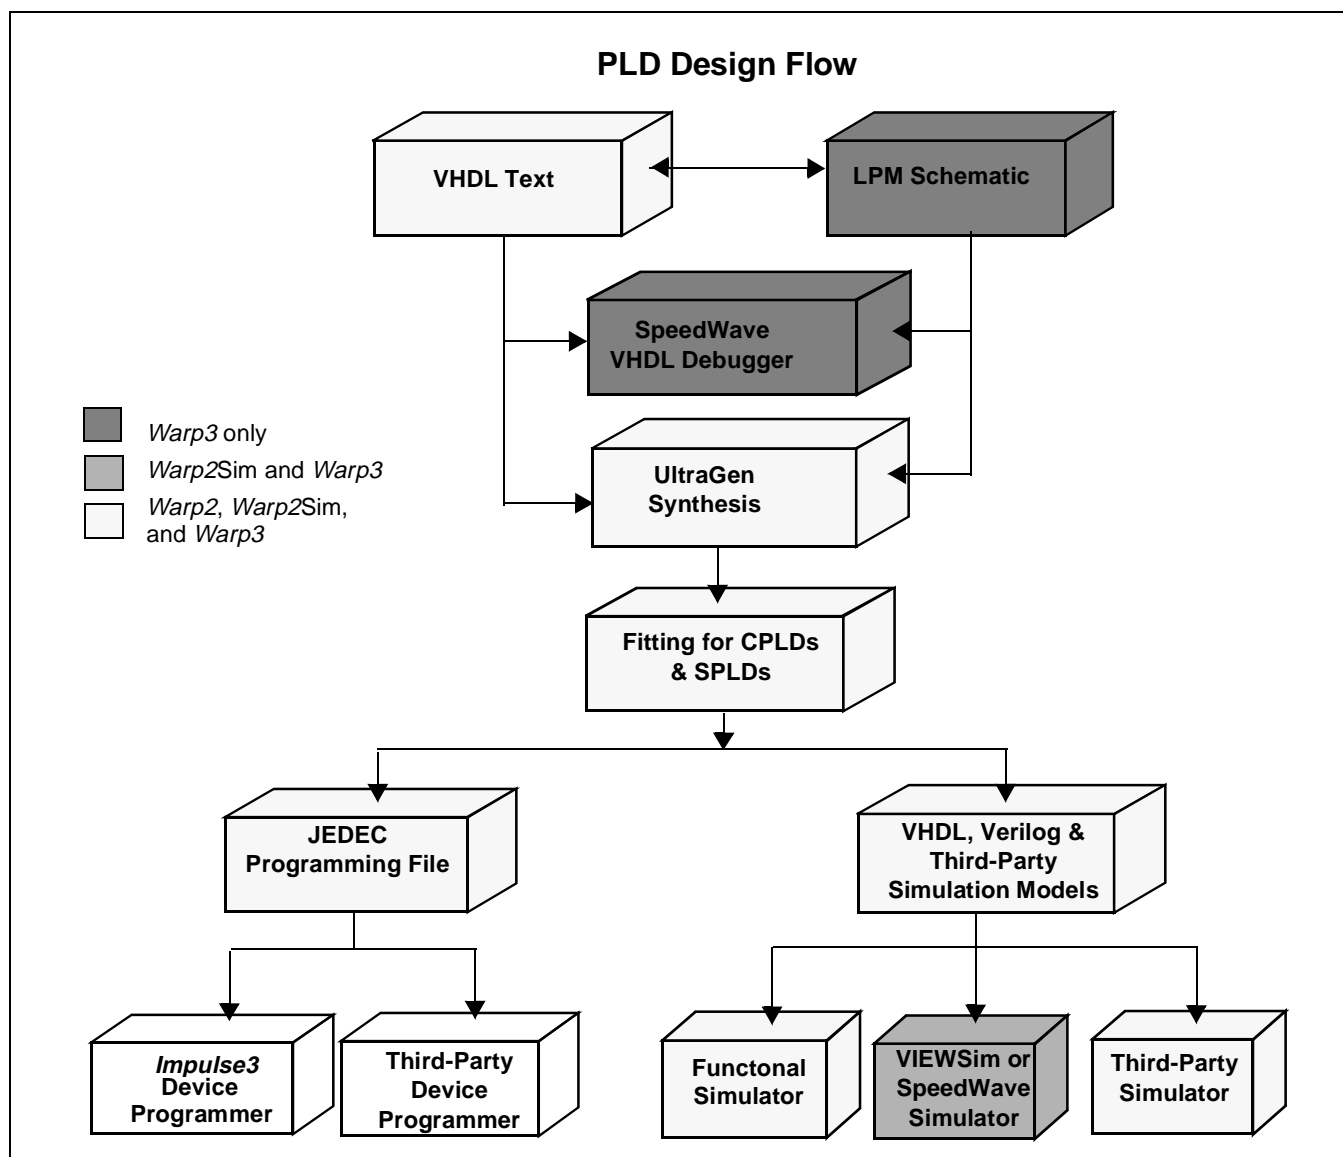 PLD Design Flow
VHDL Text
LPM Schematic
SpeedWave
VHDL Debugger
Warp3 only
Warp2Sim and Warp3
Warp2, Warp2Sim,
and Warp3
UltraGen
Synthesis
Fitting for CPLDs
& SPLDs
JEDEC
Programming File
VHDL, Verilog &
Third-Party
Simulation Models
Impulse3
Device
Programmer
Third-Party
Device
Programmer
Functonal
Simulator
VIEWSim or
SpeedWave
Simulator
Third-Party
Simulator